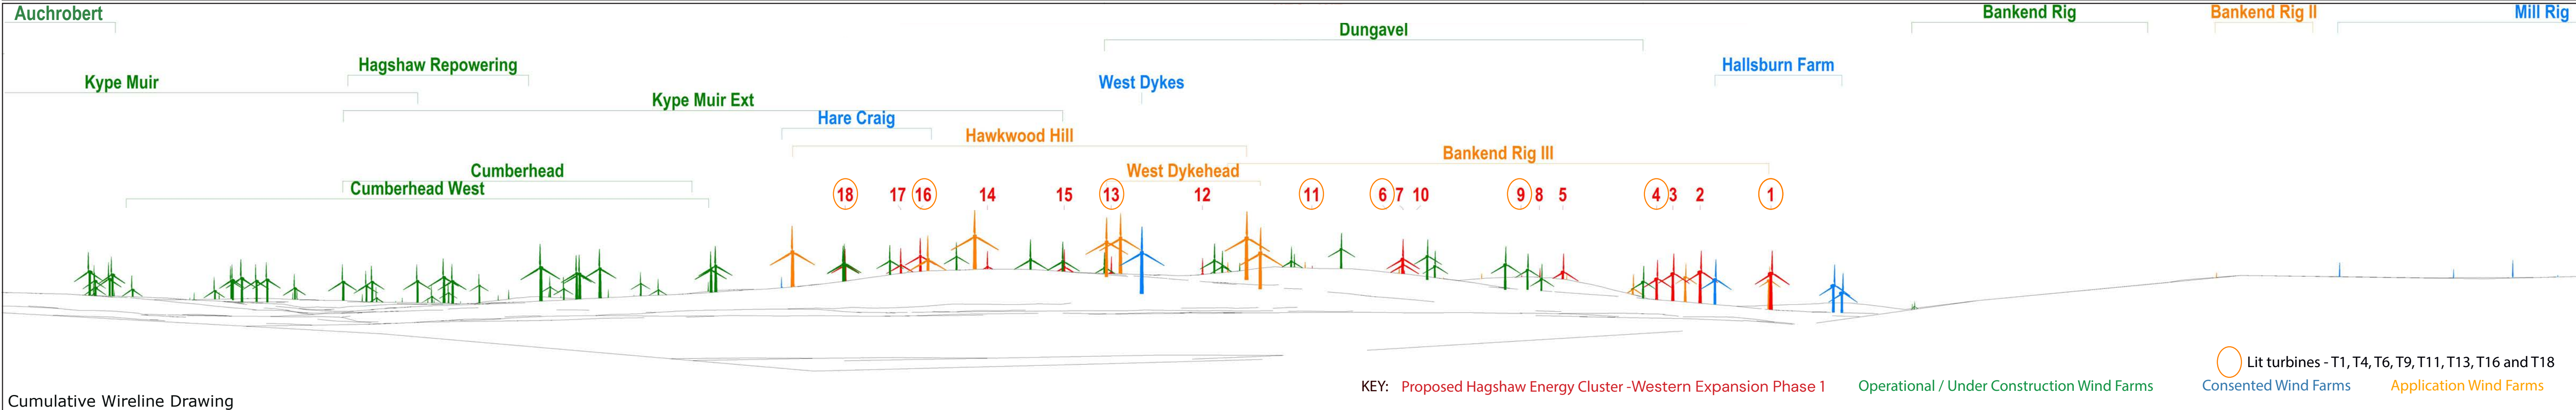 Auchrobert
Bankend Rig
Bankend Rig II
Mill Rig
Dungavel
Hagshaw Repowering
Hallsburn Farm
Kype Muir
West Dykes
Kype Muir Ext
Hare Craig
Hawkwood Hill
Bankend Rig III
Cumberhead
West Dykehead
Cumberhead West
18 17 16 14 15 13 12 11 6 7 10 9 8 5 4 3 2 1
Lit turbines - T1, T4, T6, T9, T11, T13, T16 and T18
KEY: Proposed Hagshaw Energy Cluster -Western Expansion Phase 1 Operational / Under Construction Wind Farms Consented Wind Farms Application Wind Farms
Cumulative Wireline Drawing